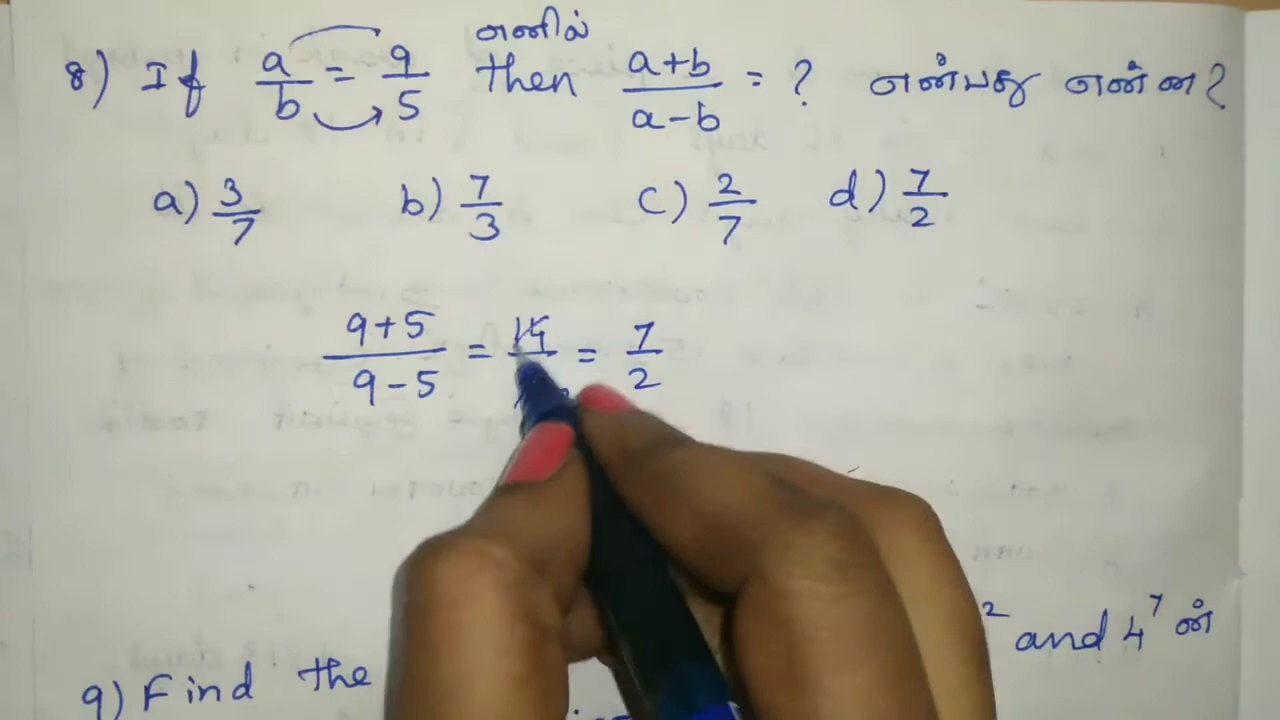 எனில்
8) If a/b = 9/5 then a+b/a-b = ? என்பது என்ன?
a) 3/7 b) 7/3 c) 2/7 d) 7/2
9+5/9-5 = 14/ = 7/2
9) Find the 2 and 4^7 ன்